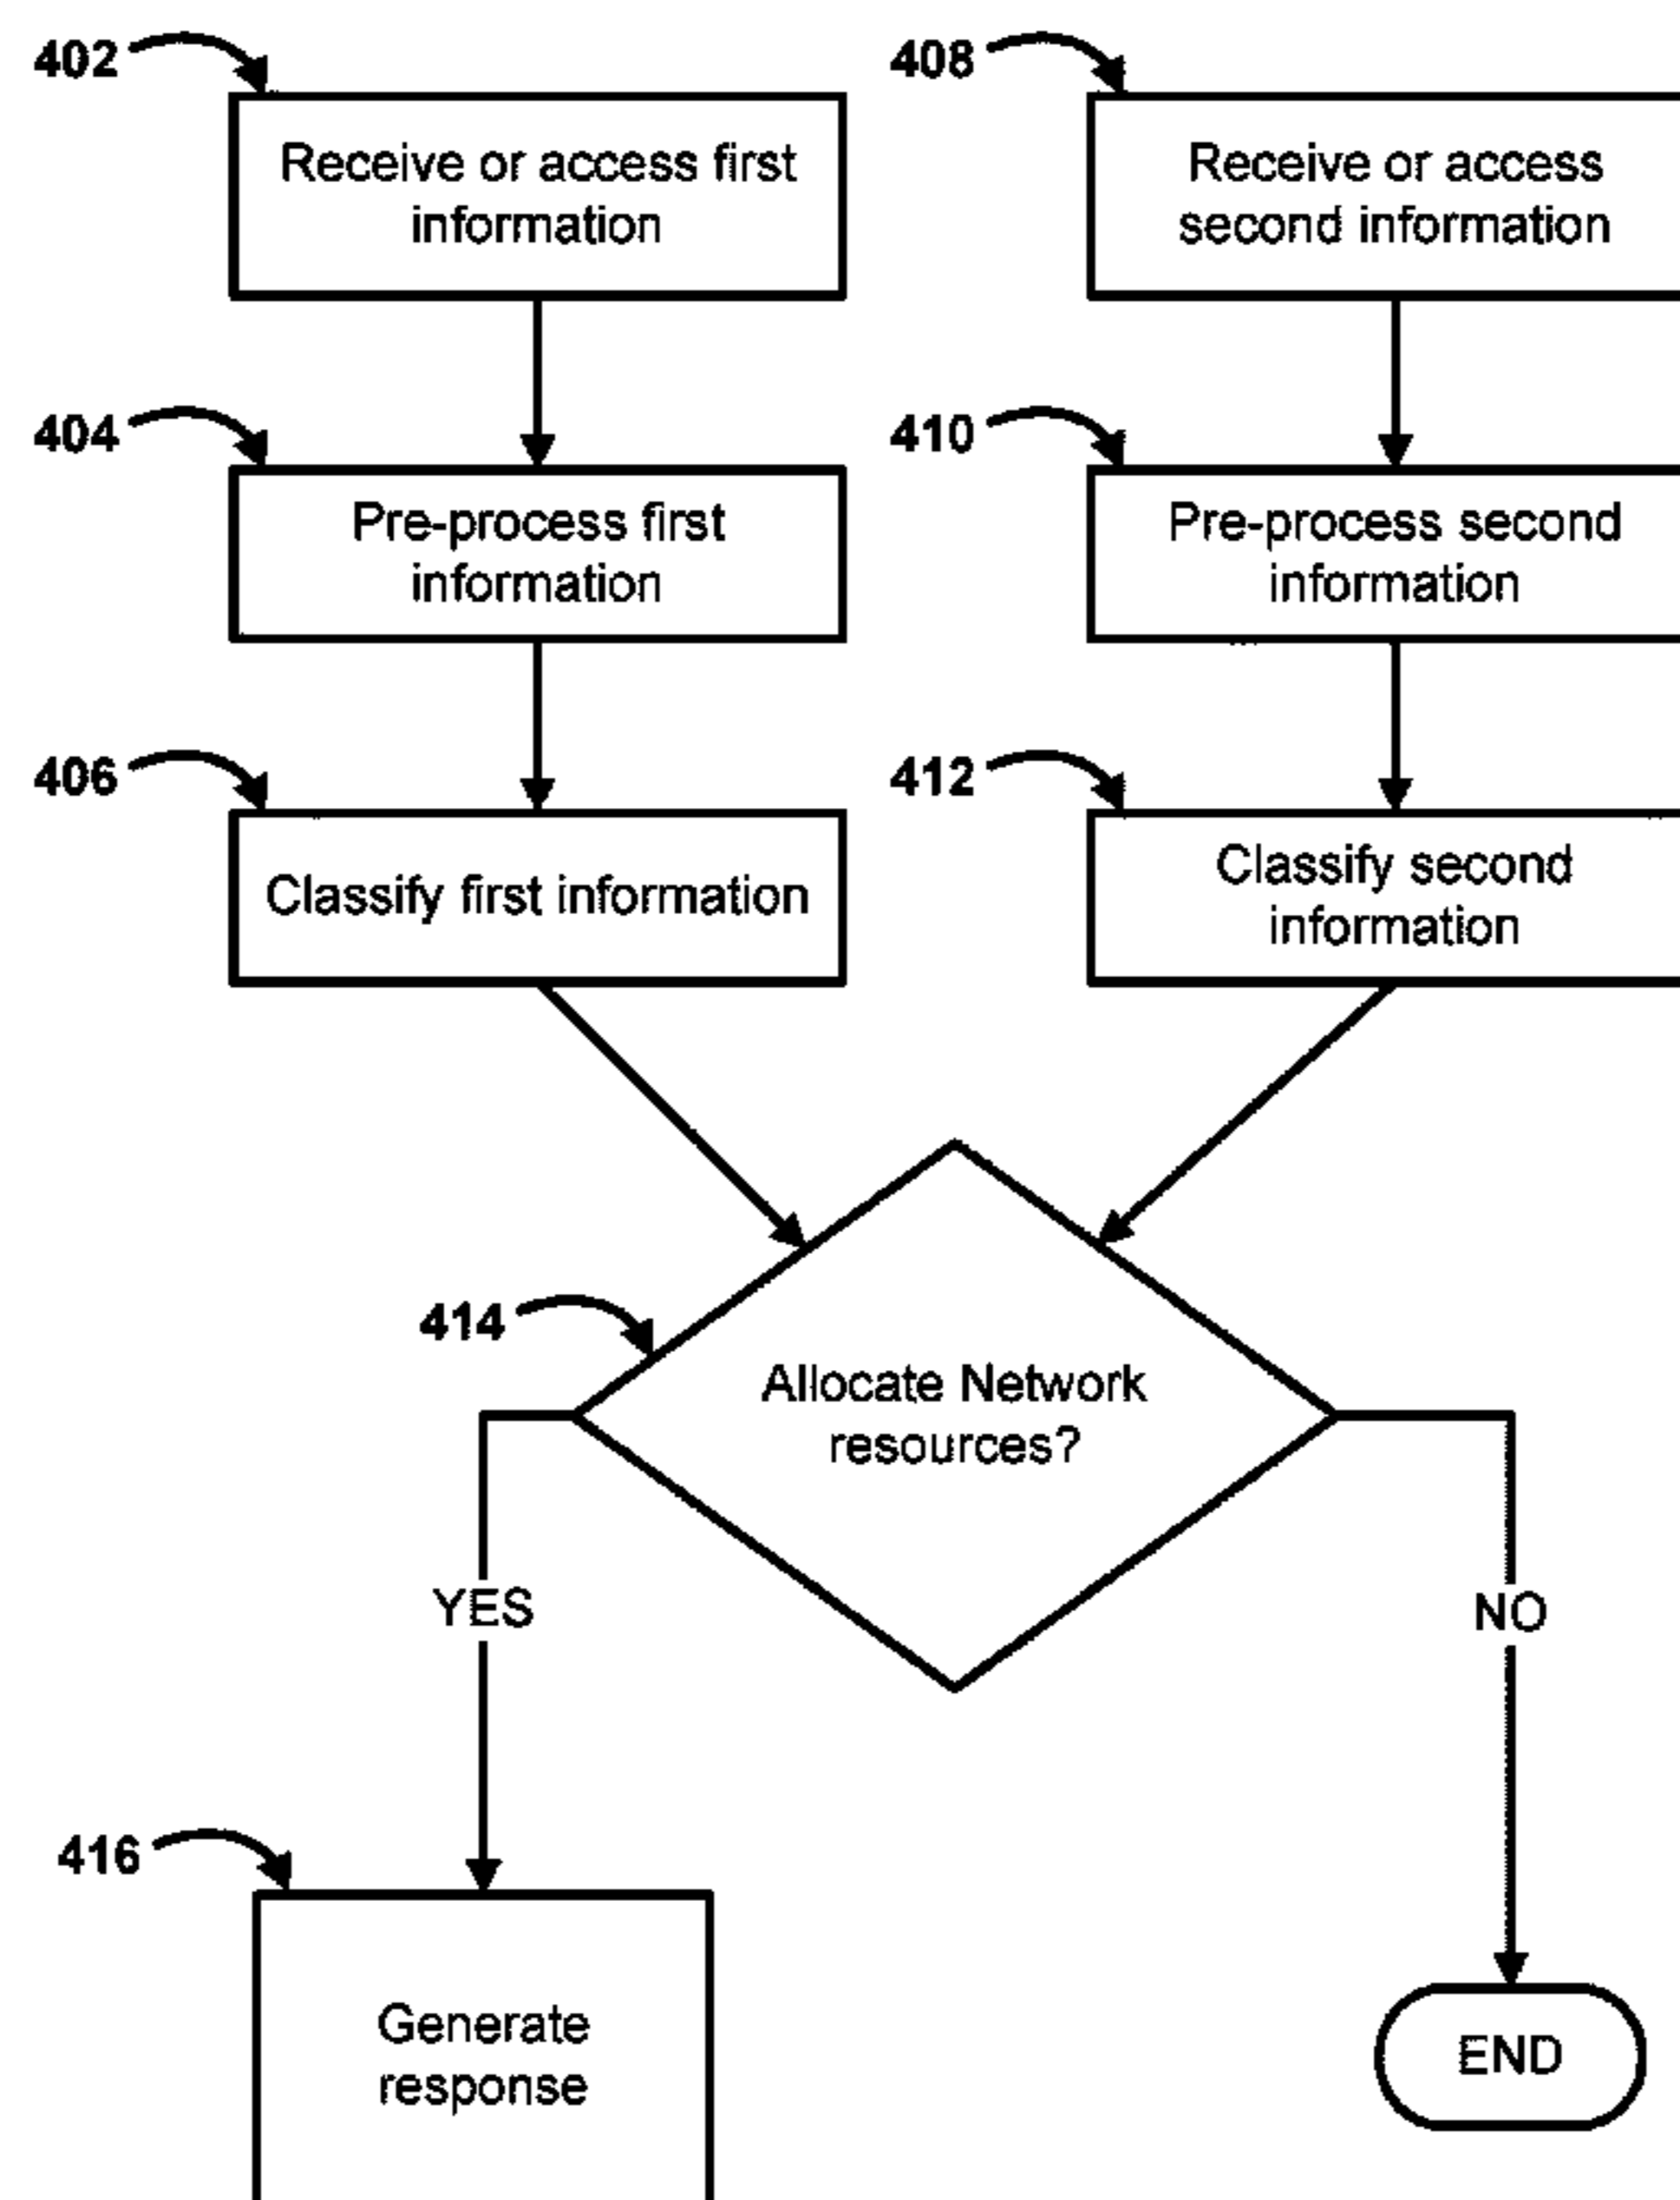 402
Receive or access first
information
404
Pre-process first
information
406
Classify first information
408
Receive or access
second information
410
Pre-process second
information
412
Classify second
information
414
Allocate Network
resources?
YES
NO
416
Generate
response
END